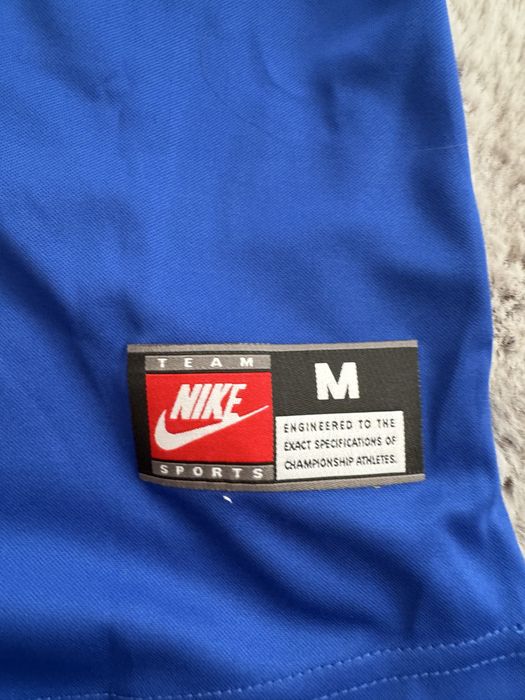 TEAM
NIKE
SPORTS
M
ENGINEERED TO THE
EXACT SPECIFICATIONS OF
CHAMPIONSHIP ATHLETES.